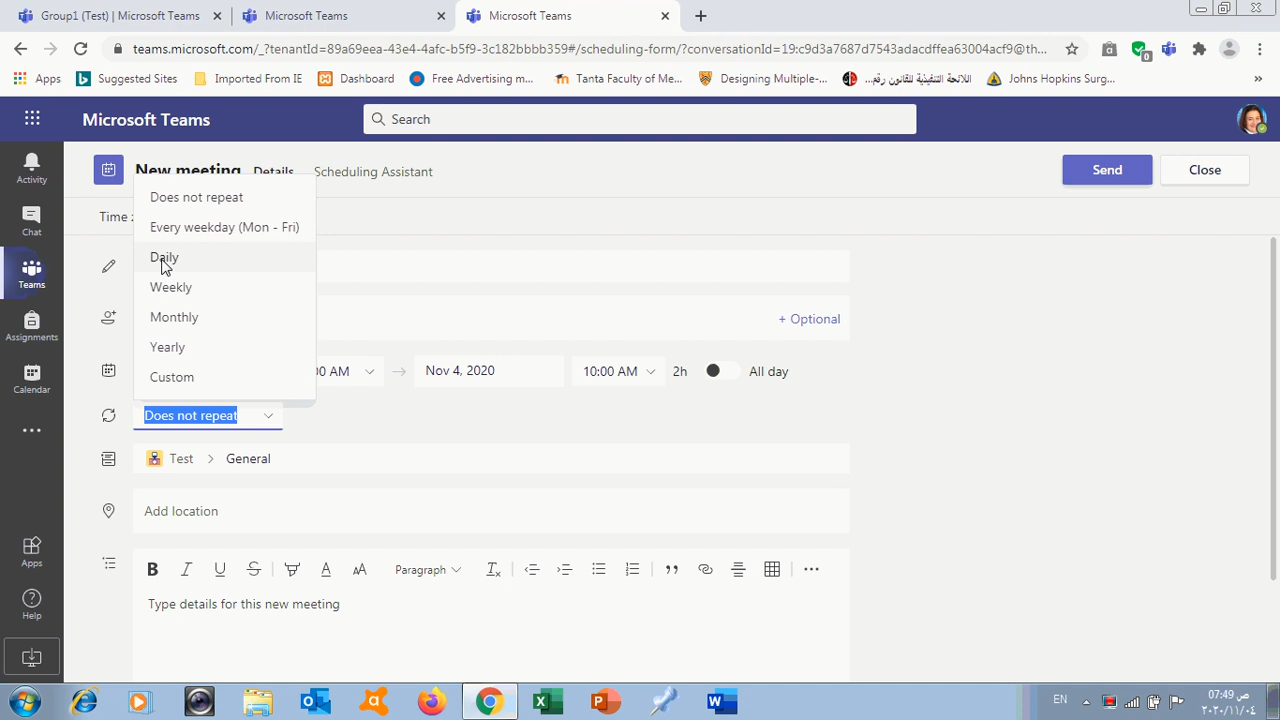 Group1 (Test) | Microsoft Teams
Microsoft Teams
Microsoft Teams
teams.microsoft.com/_?tenantId=89a69eea-43e4-4afc-b5f9-3c182bbbb359#/scheduling-form/?conversationId=19:c9d3a7687d7543adacdffea63004acf9@th...
0
Apps
Suggested Sites
Imported From IE
Dashboard
Free Advertising m...
Tanta Faculty of Me...
Designing Multiple-...
اللائحة التنفيذية للقانون رقم...
Johns Hopkins Surg...
»
Microsoft Teams
Search
Activity
Chat
Teams
Assignments
Calendar
Apps
Help
New meeting
Details
Scheduling Assistant
Send
Close
Time z
Does not repeat
Every weekday (Mon - Fri)
Daily
Weekly
Monthly
Yearly
Custom
+ Optional
00 AM
Nov 4, 2020
10:00 AM
2h
All day
Does not repeat
Test > General
Add location
B I U S A AA Paragraph
Type details for this new meeting
EN
07:49 ص
٢٠٢٠/١١/٠٤